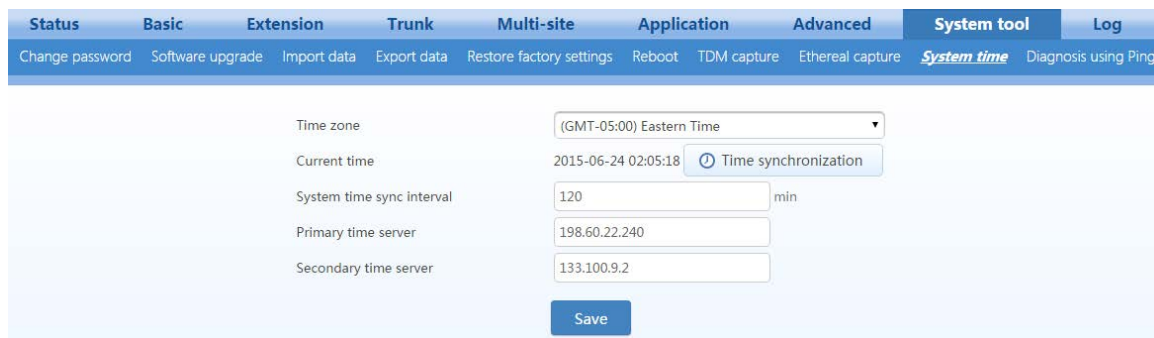 Status Basic Extension Trunk Multi-site Application Advanced System tool Log
Change password Software upgrade Import data Export data Restore factory settings Reboot TDM capture Ethereal capture System time Diagnosis using Ping
Time zone (GMT-05:00) Eastern Time
Current time 2015-06-24 02:05:18 Time synchronization
System time sync interval 120 min
Primary time server 198.60.22.240
Secondary time server 133.100.9.2
Save